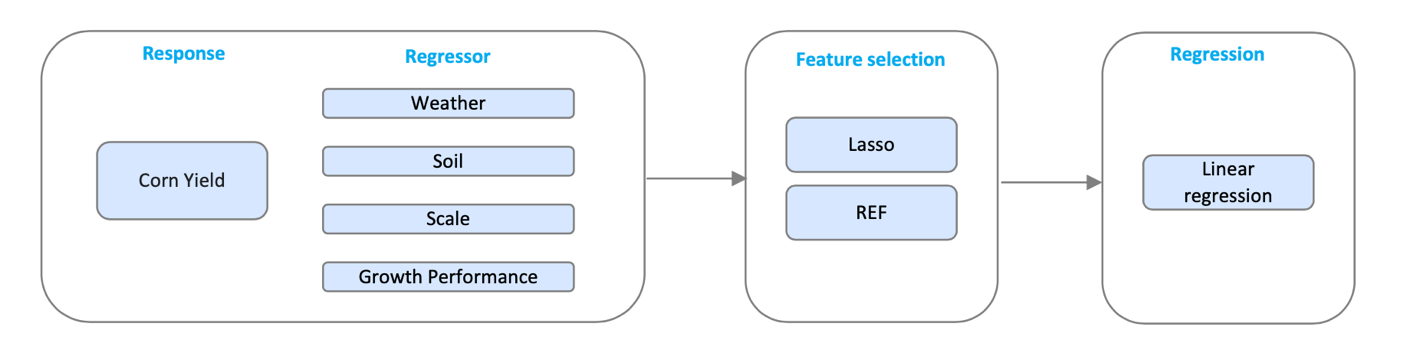 Response
Corn Yield
Regressor
Weather
Soil
Scale
Growth Performance
Feature selection
Lasso
REF
Regression
Linear
regression